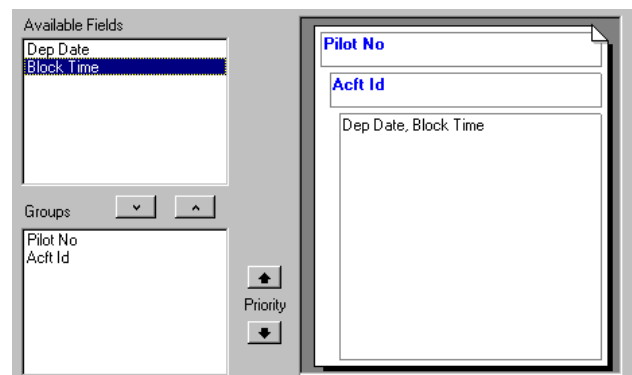 Available Fields
Dep Date
Block Time
Groups
Pilot No
Acft Id
Priority
Pilot No
Acft Id
Dep Date, Block Time